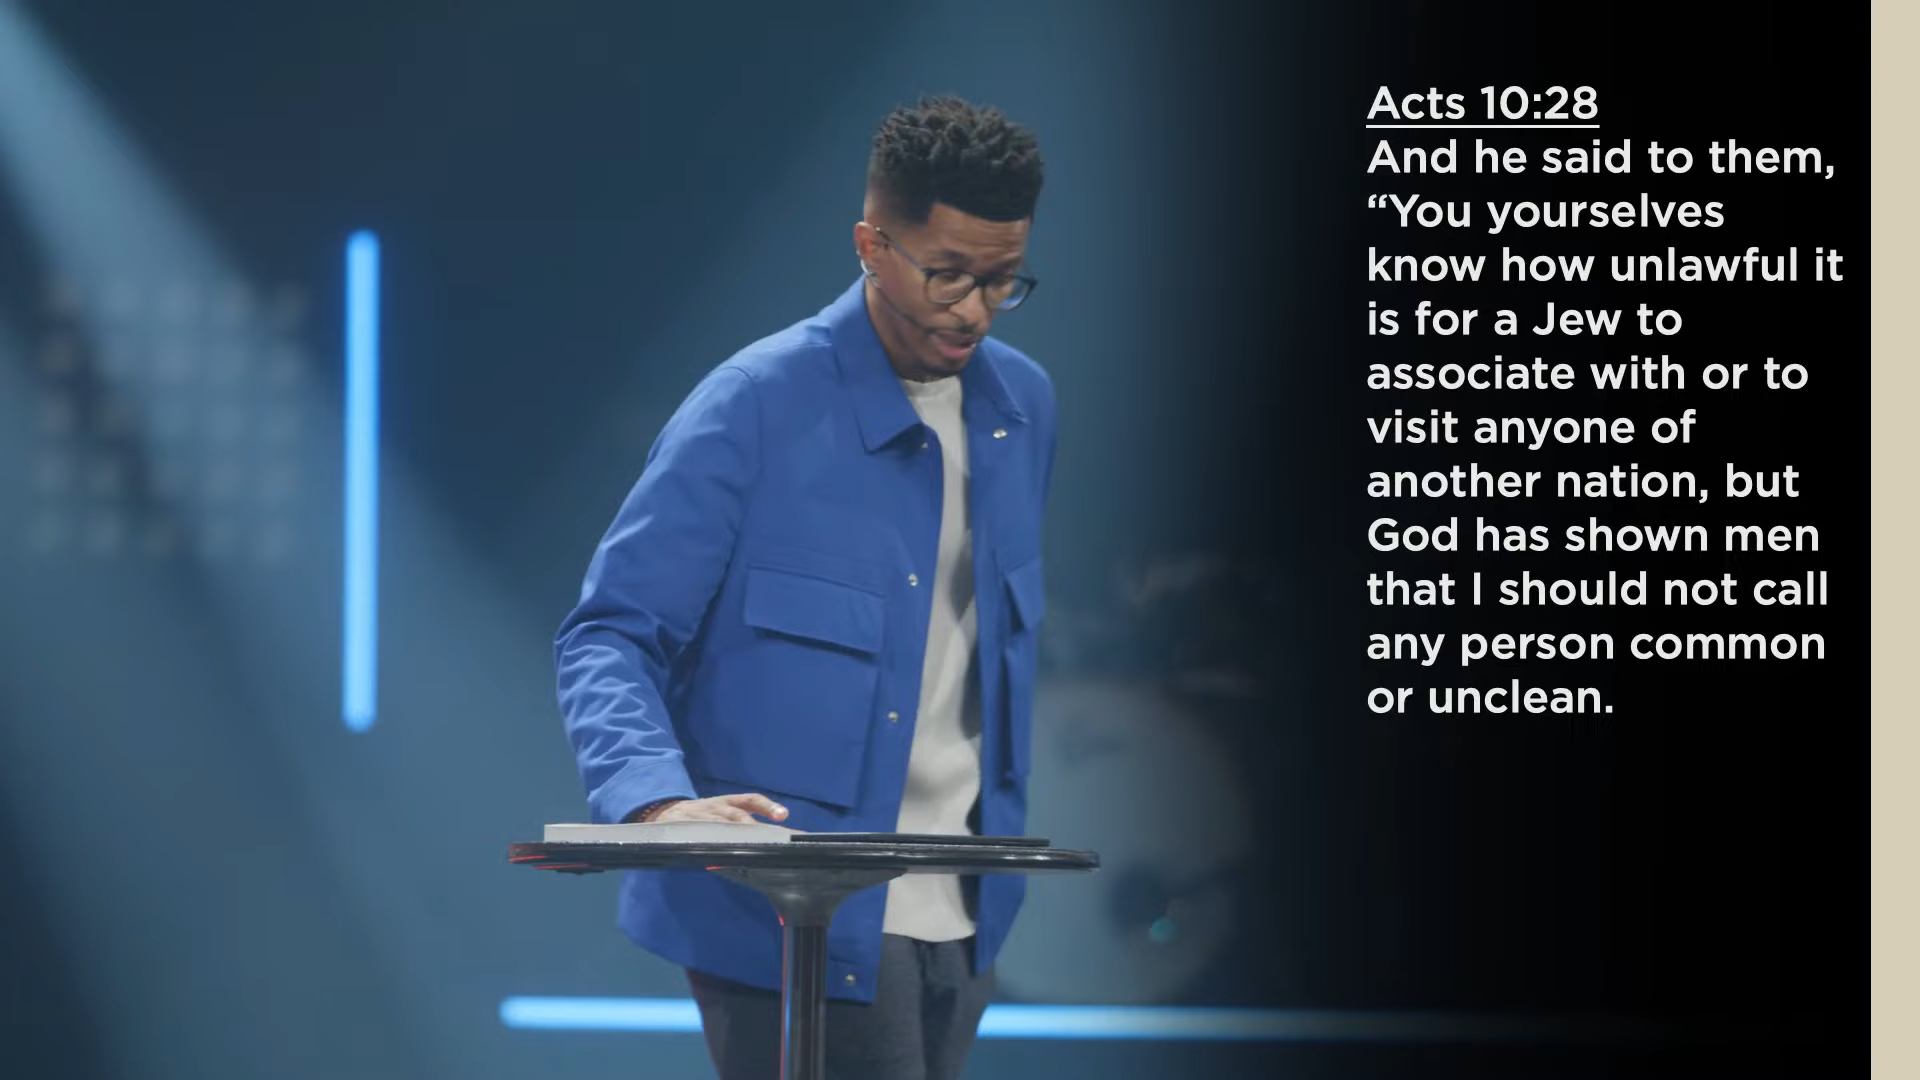 Acts 10:28
And he said to them,
“You yourselves
know how unlawful it
is for a Jew to
associate with or to
visit anyone of
another nation, but
God has shown men
that I should not call
any person common
or unclean.